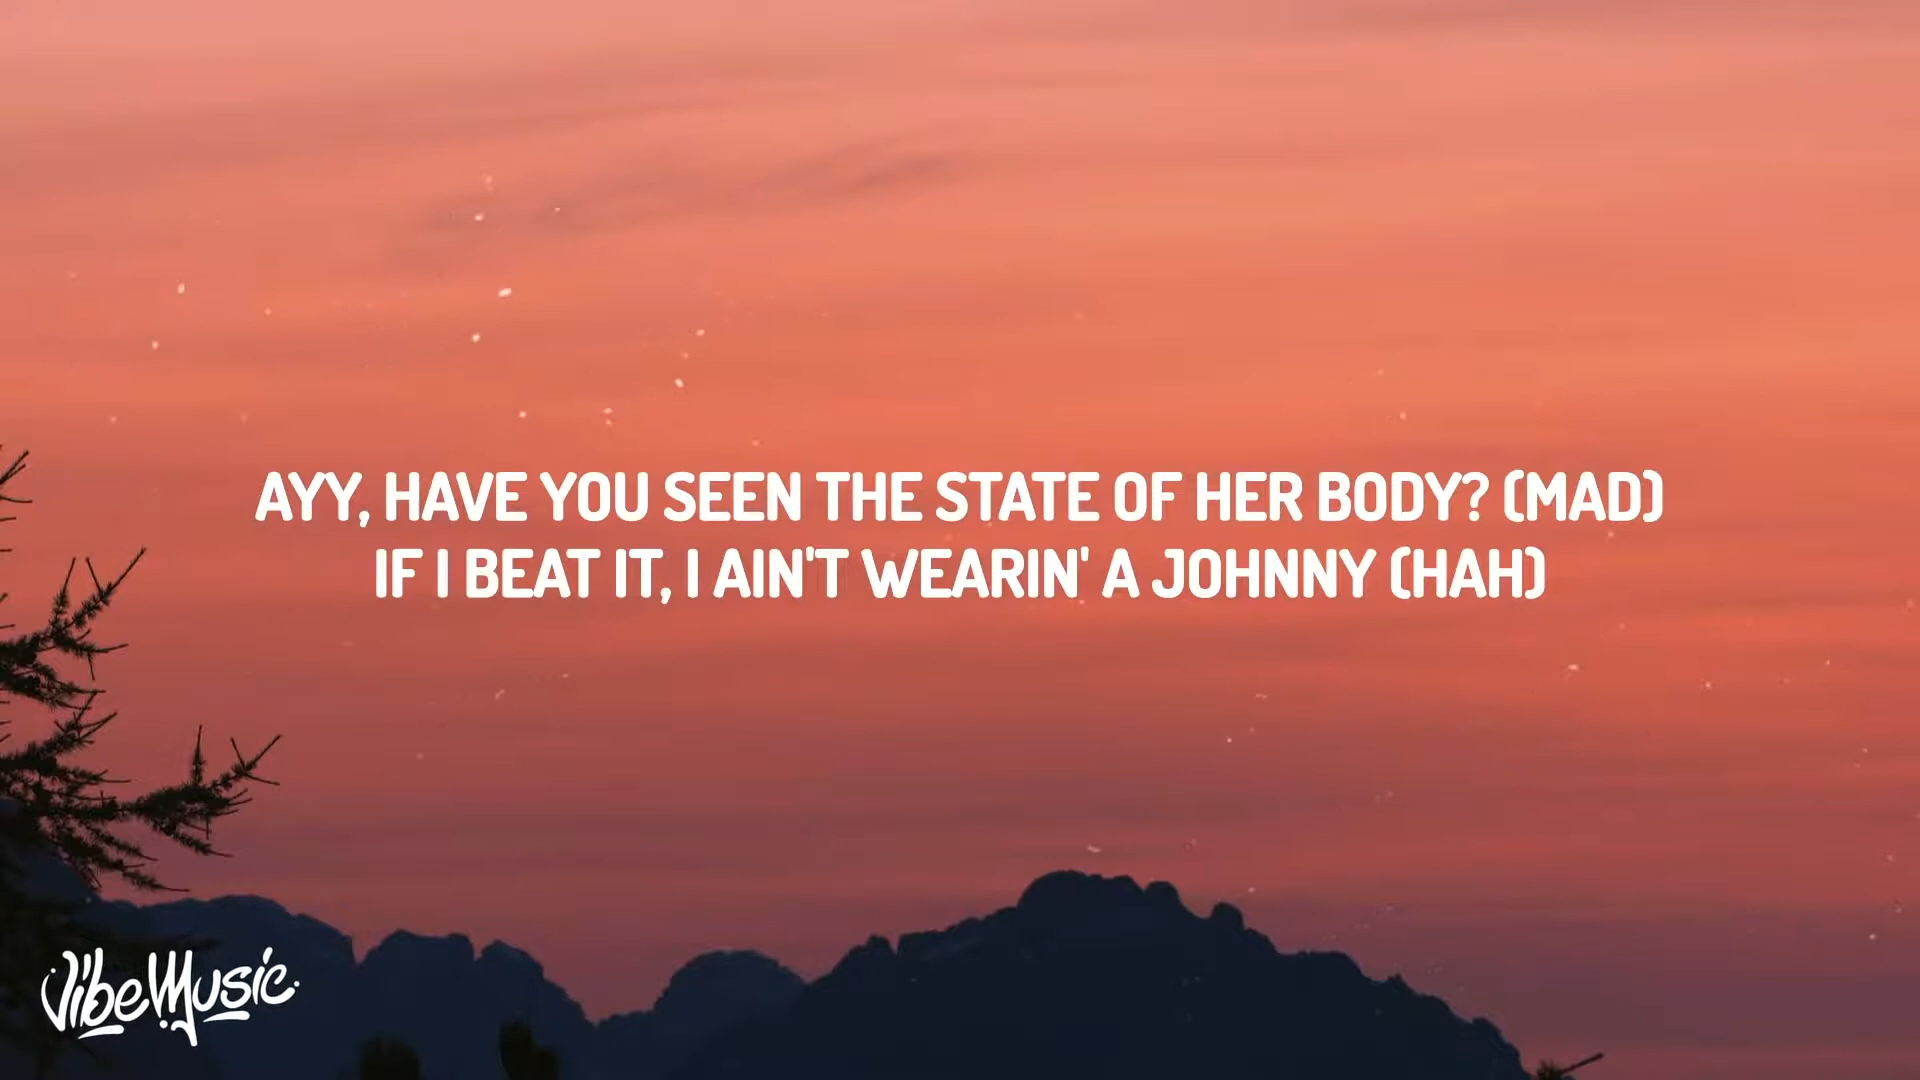 AYY, HAVE YOU SEEN THE STATE OF HER BODY? (MAD)
IF I BEAT IT, I AIN'T WEARIN' A JOHNNY (HAH)
VibeMusic